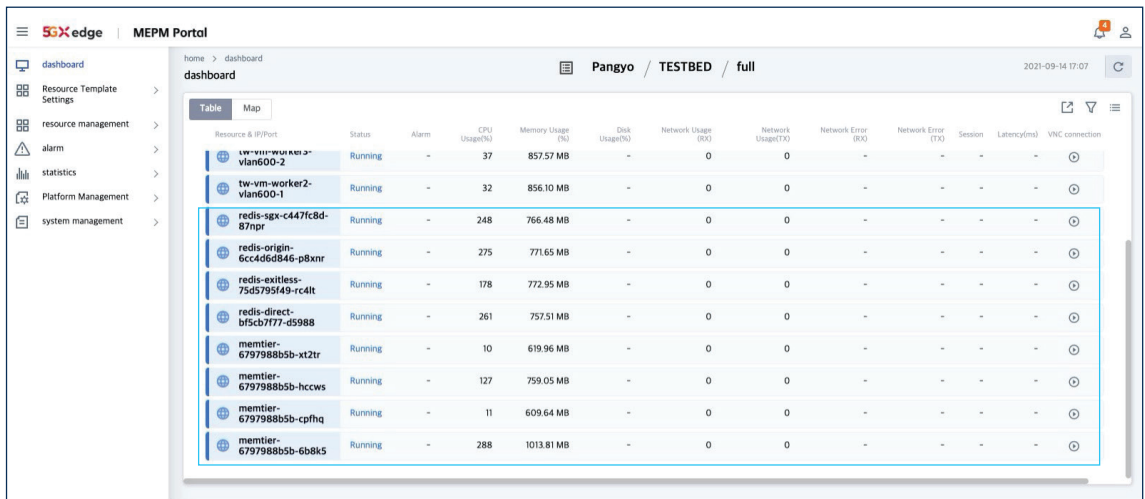 5GX edge | MEPM Portal
4
dashboard
Resource Template
Settings
resource management
alarm
statistics
Platform Management
system management
home > dashboard
dashboard
Pangyo / TESTBED / full
2021-09-14 17:07
Table Map
Resource & IP/Port Status Alarm CPU Usage(%) Memory Usage (%) Disk Usage(%) Network Usage (RX) Network Usage(TX) Network Error (RX) Network Error (TX) Session Latency(ms) VNC connection
tw-vm-worker3-
vlan600-2 Running - 37 857.57 MB - 0 0 - - - -
tw-vm-worker2-
vlan600-1 Running - 32 856.10 MB - 0 0 - - - -
redis-sgx-c447fc8d-
87npr Running - 248 766.48 MB - 0 0 - - - -
redis-origin-
6cc4d6d846-p8xnr Running - 275 771.65 MB - 0 0 - - - -
redis-exitless-
75d5795f49-rc4lt Running - 178 772.95 MB - 0 0 - - - -
redis-direct-
bf5cb7f77-d5988 Running - 261 757.51 MB - 0 0 - - - -
memtier-
6797988b5b-xt2tr Running - 10 619.96 MB - 0 0 - - - -
memtier-
6797988b5b-hccws Running - 127 759.05 MB - 0 0 - - - -
memtier-
6797988b5b-cpfhq Running - 11 609.64 MB - 0 0 - - - -
memtier-
6797988b5b-6b8k5 Running - 288 1013.81 MB - 0 0 - - - -